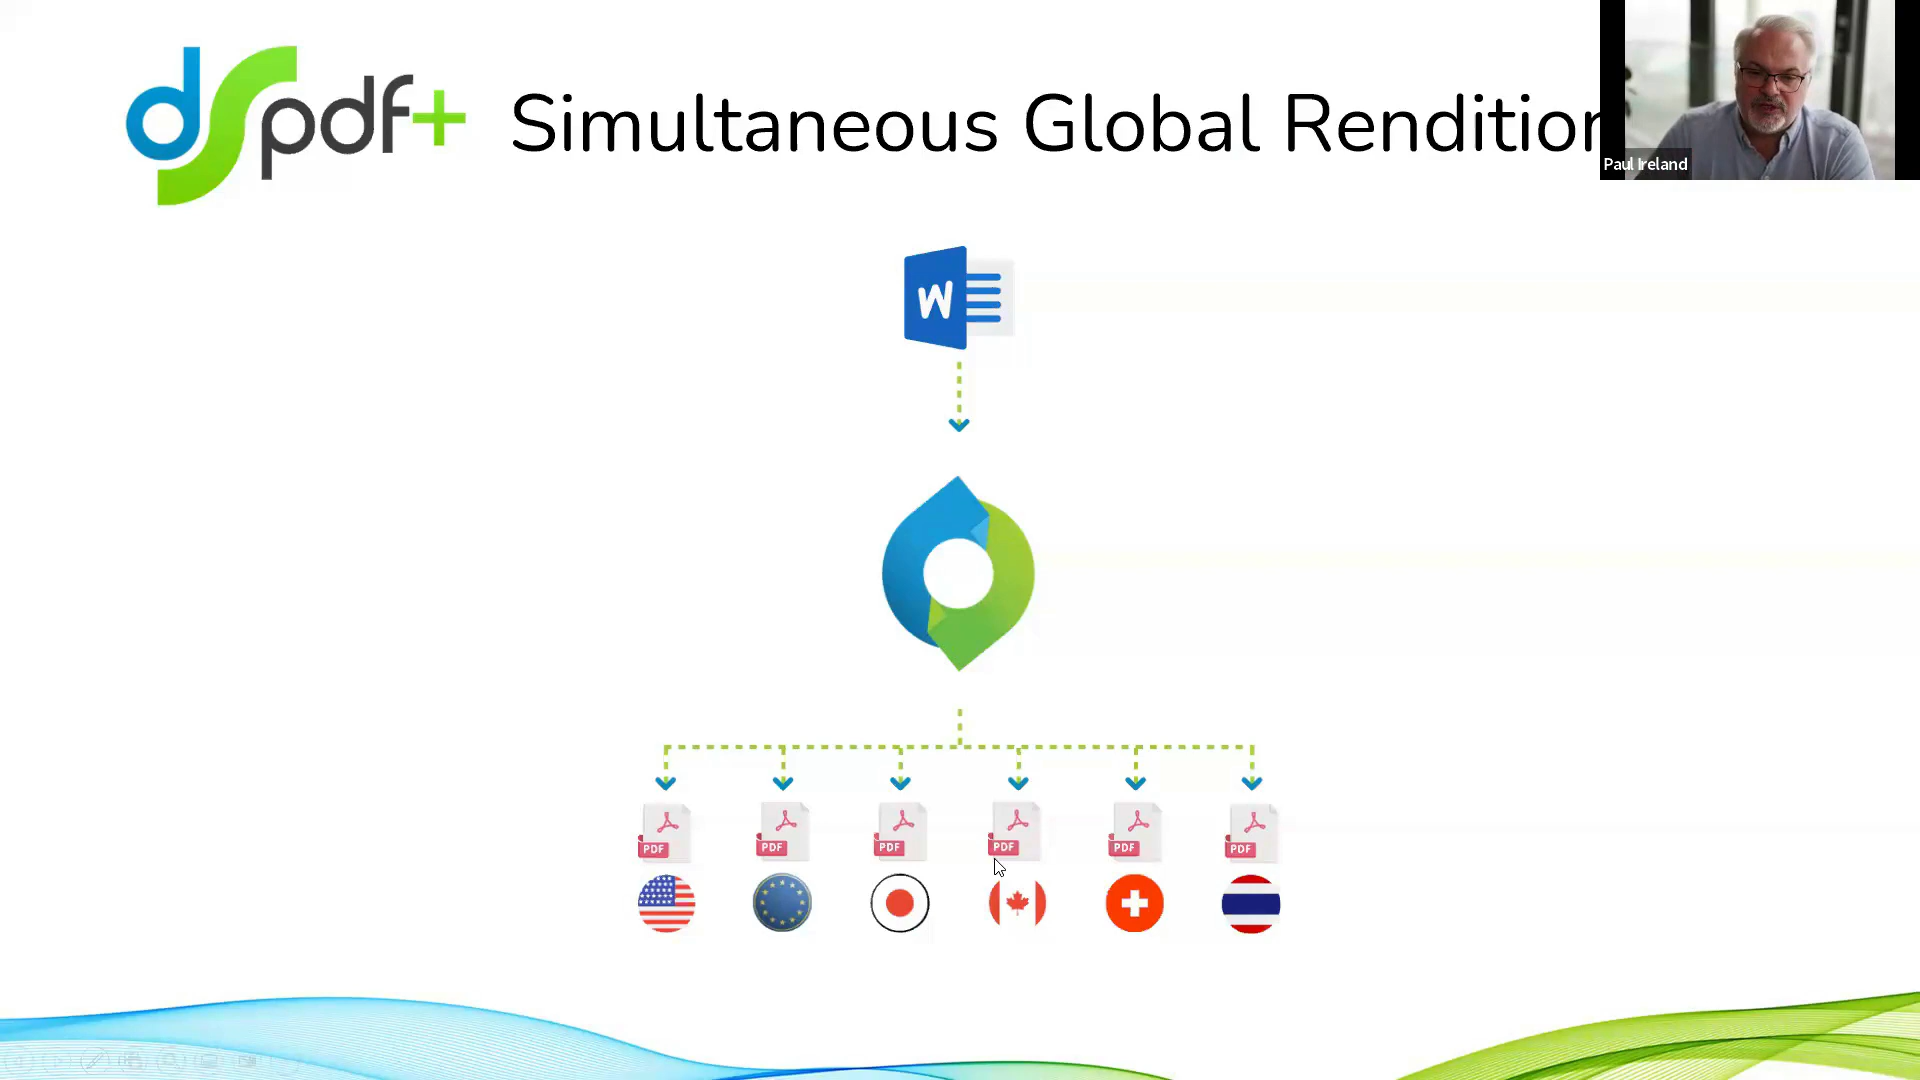 dSpdf+
Simultaneous Global Rendition
Paul Ireland
W
PDF PDF PDF PDF PDF PDF